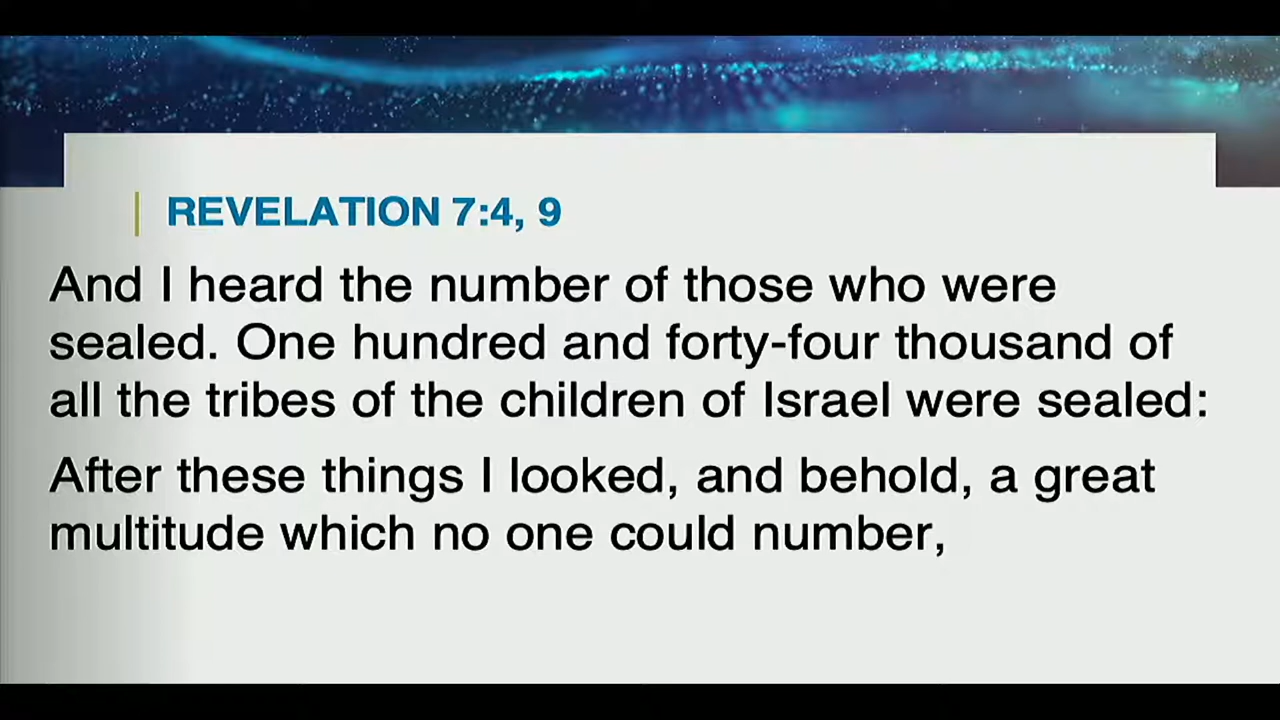 REVELATION 7:4, 9
And I heard the number of those who were
sealed. One hundred and forty-four thousand of
all the tribes of the children of Israel were sealed:
After these things I looked, and behold, a great
multitude which no one could number,